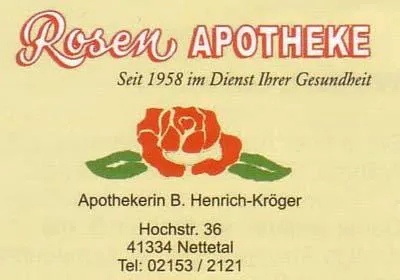 Rosen APOTHEKE
Seit 1958 im Dienst Ihrer Gesundheit
Apothekerin B. Henrich-Kröger
Hochstr. 36
41334 Nettetal
Tel: 02153 / 2121